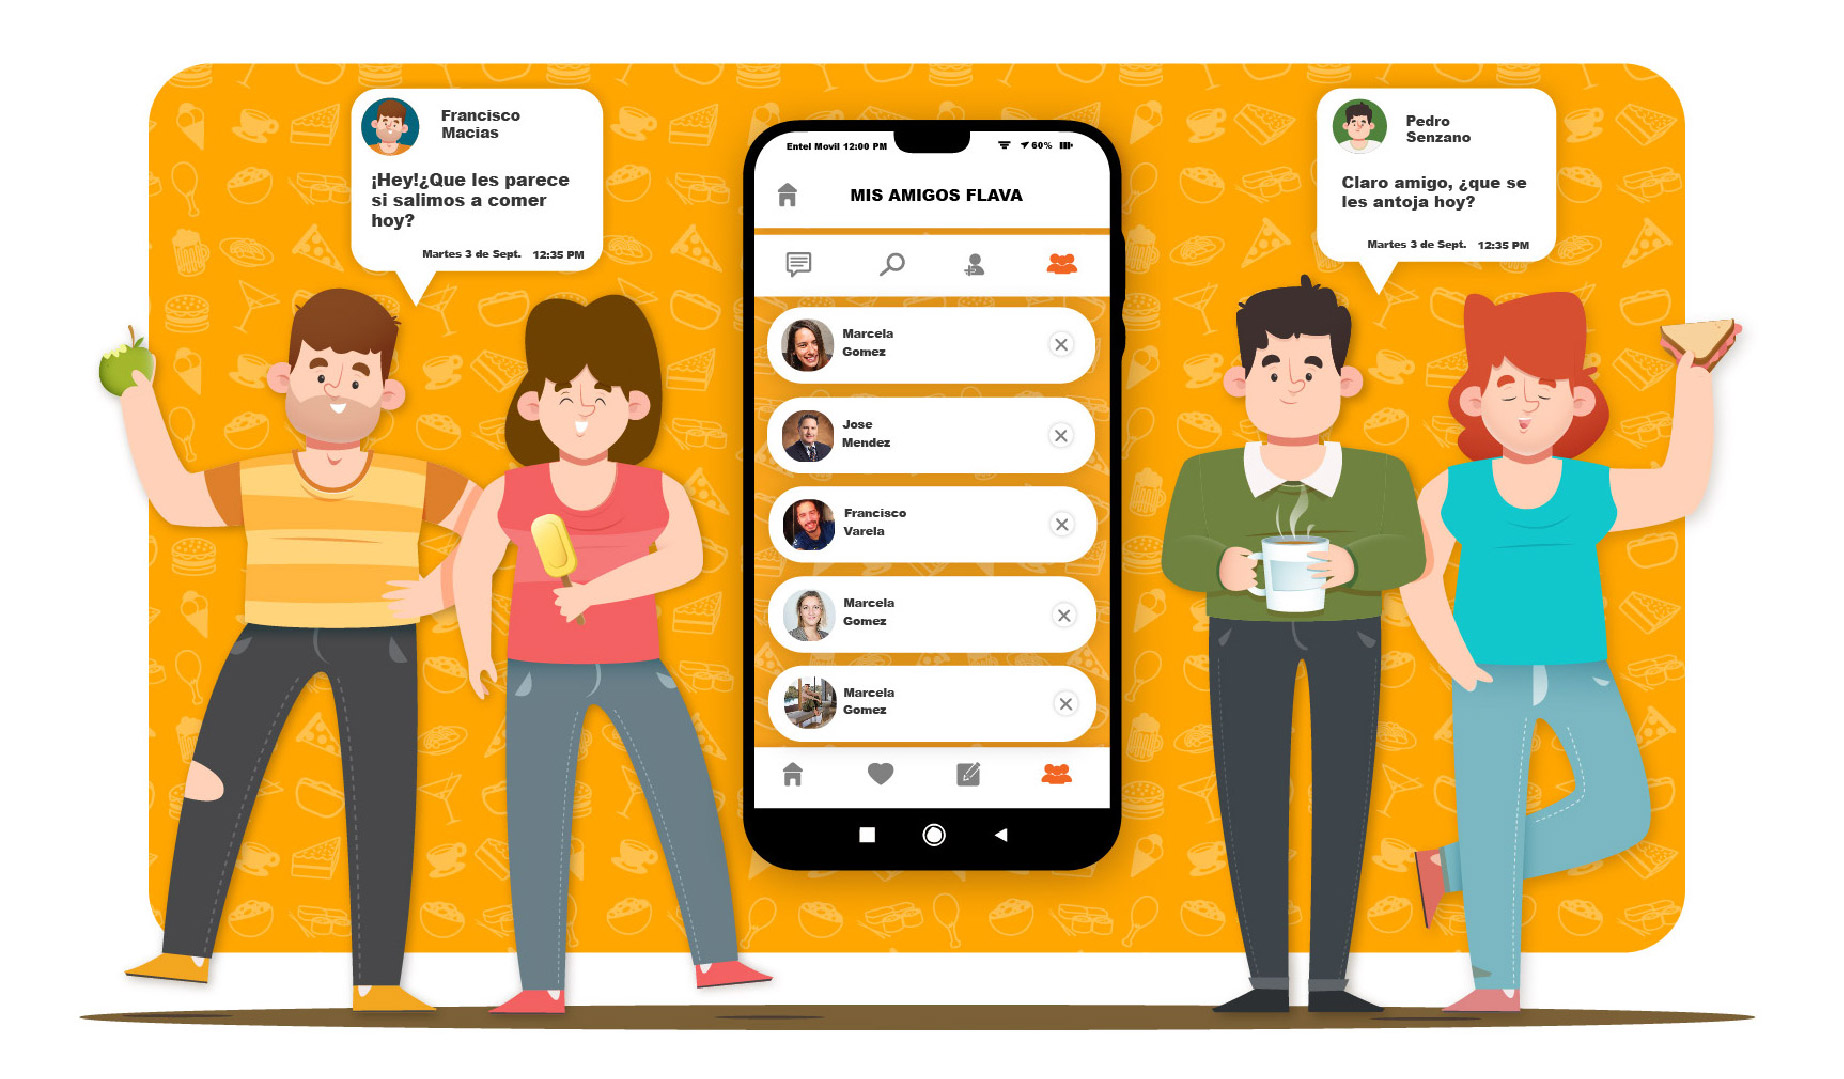 Francisco
Macias
¡Hey!¿Que les parece
si salimos a comer
hoy?
Martes 3 de Sept. 12:35 PM
Entel Movil 12:00 PM
60%
MIS AMIGOS FLAVA
Marcela
Gomez
Jose
Mendez
Francisco
Varela
Marcela
Gomez
Marcela
Gomez
Pedro
Senzano
Claro amigo, ¿que se
les antoja hoy?
Martes 3 de Sept. 12:35 PM